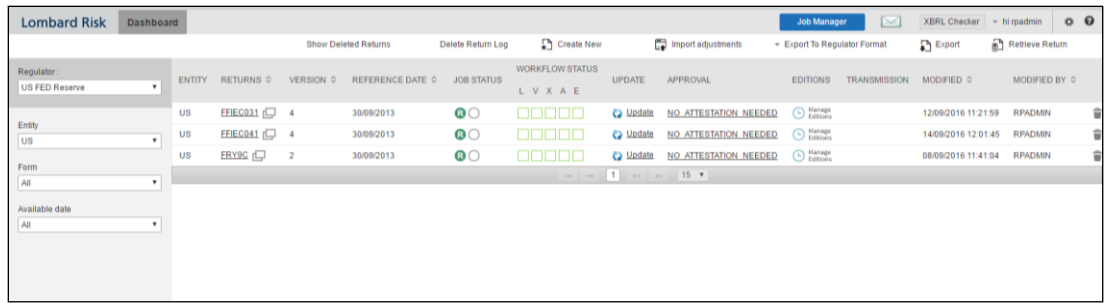 Lombard Risk Dashboard Job Manager XBRL Checker hi rpadmin
Show Deleted Returns Delete Return Log Create New Import adjustments Export To Regulator Format Export Retrieve Return
Regulator :
US FED Reserve
Entity
US
Form
All
Available date
All
ENTITY RETURNS VERSION REFERENCE DATE JOB STATUS WORKFLOW STATUS UPDATE APPROVAL EDITIONS TRANSMISSION MODIFIED MODIFIED BY
L V X A E
US FFIEC031 4 30/09/2013 R Update NO_ATTESTATION_NEEDED Manage Editions 12/09/2016 11:21:59 RPADMIN
US FFIEC041 4 30/09/2013 R Update NO_ATTESTATION_NEEDED Manage Editions 14/09/2016 12:01:45 RPADMIN
US FRY9C 2 30/09/2013 R Update NO_ATTESTATION_NEEDED Manage Editions 08/09/2016 11:41:04 RPADMIN
1 15